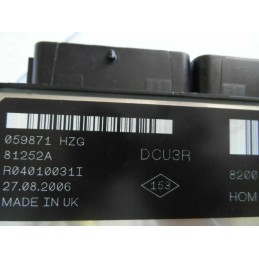 059871 HZG
81252A
DCU3R
R04010031I
8200
27.08.2006
153
MADE IN UK
HOM